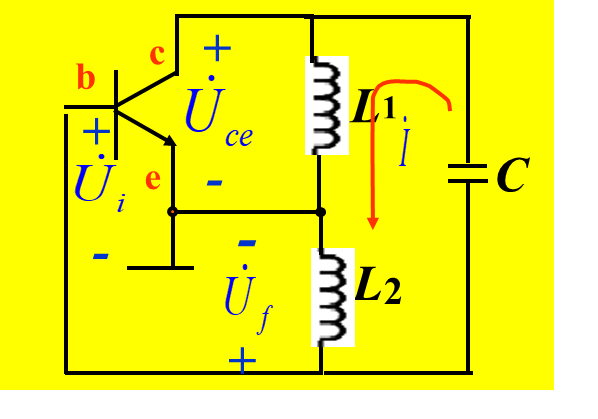 c
+
b
U̇ce
L1
İ
+
U̇i
e
-
C
-
-
U̇f
L2
+